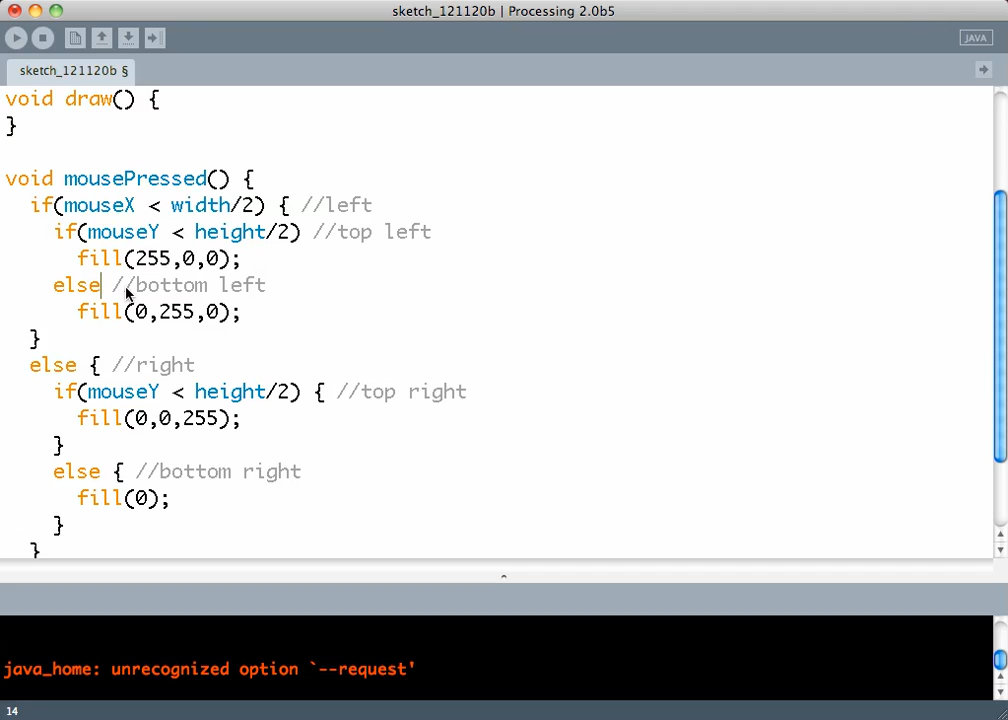 sketch_121120b | Processing 2.0b5
JAVA
sketch_121120b §
void draw() {
}
void mousePressed() {
if(mouseX < width/2) { //left
if(mouseY < height/2) //top left
fill(255,0,0);
else //bottom left
fill(0,255,0);
}
else { //right
if(mouseY < height/2) { //top right
fill(0,0,255);
}
else { //bottom right
fill(0);
}
}
java_home: unrecognized option `--request'
14